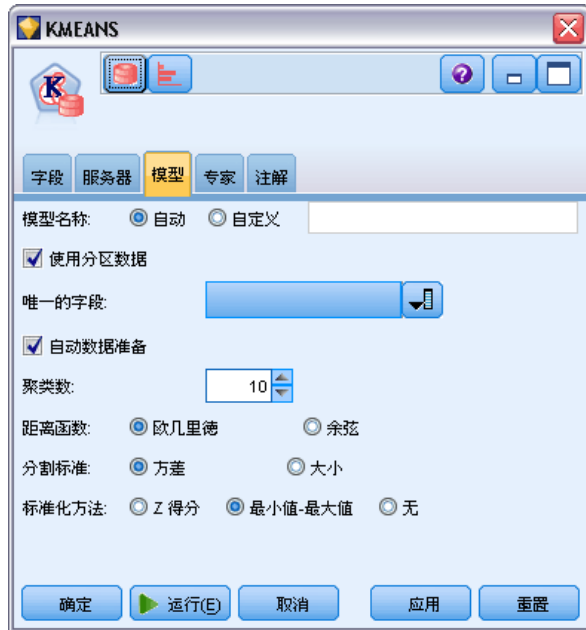 KMEANS
K
字段 服务器 模型 专家 注解
模型名称: 自动 自定义
使用分区数据
唯一的字段:
自动数据准备
聚类数: 10
距离函数: 欧几里德 余弦
分割标准: 方差 大小
标准化方法: Z 得分 最小值-最大值 无
确定 运行(E) 取消 应用 重置